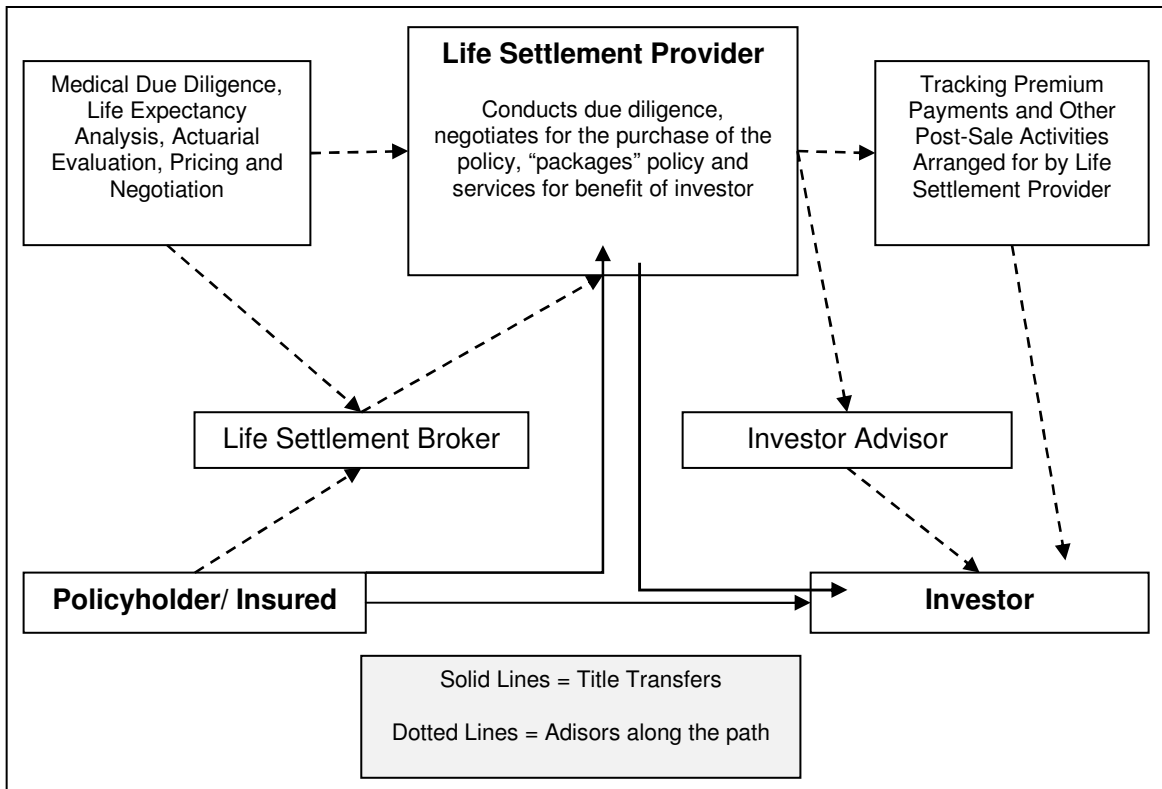 Medical Due Diligence,
Life Expectancy
Analysis, Actuarial
Evaluation, Pricing and
Negotiation
Life Settlement Provider
Conducts due diligence,
negotiates for the purchase of the
policy, “packages” policy and
services for benefit of investor
Tracking Premium
Payments and Other
Post-Sale Activities
Arranged for by Life
Settlement Provider
Life Settlement Broker
Investor Advisor
Policyholder/ Insured
Investor
Solid Lines = Title Transfers
Dotted Lines = Adisors along the path